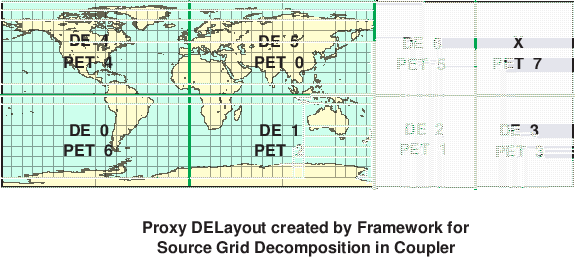 DE 4 DE 5 DE 6 X
PET 4 PET 0 PET 5 PET 7
DE 0 DE 1 DE 2 DE 3
PET 6 PET 2 PET 1 PET 3
Proxy DELayout created by Framework for
Source Grid Decomposition in Coupler